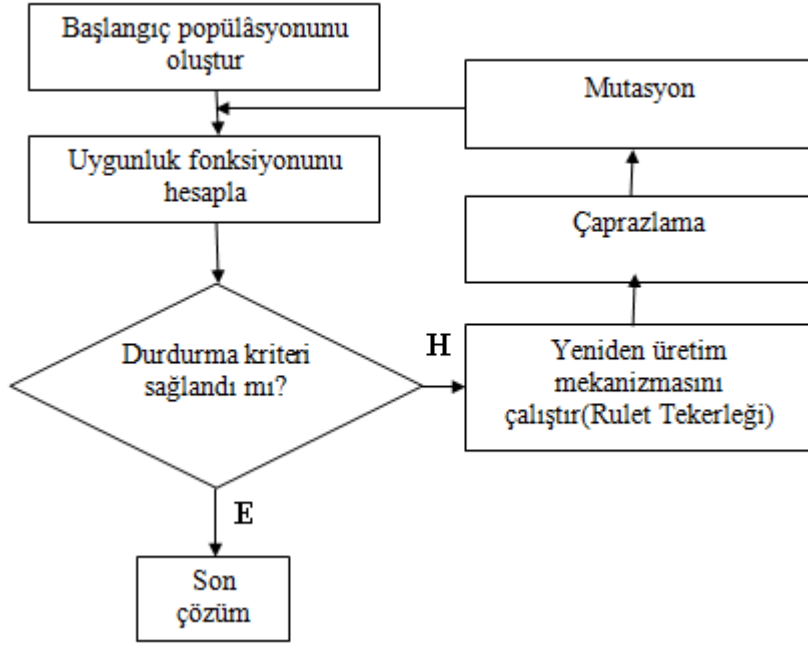 Başlangıç popülâsyonunu
oluştur
Mutasyon
Uygunluk fonksiyonunu
hesapla
Çaprazlama
Durdurma kriteri
sağlandı mı?
H
Yeniden üretim
mekanizmasını
çalıştır(Rulet Tekerleği)
E
Son
çözüm